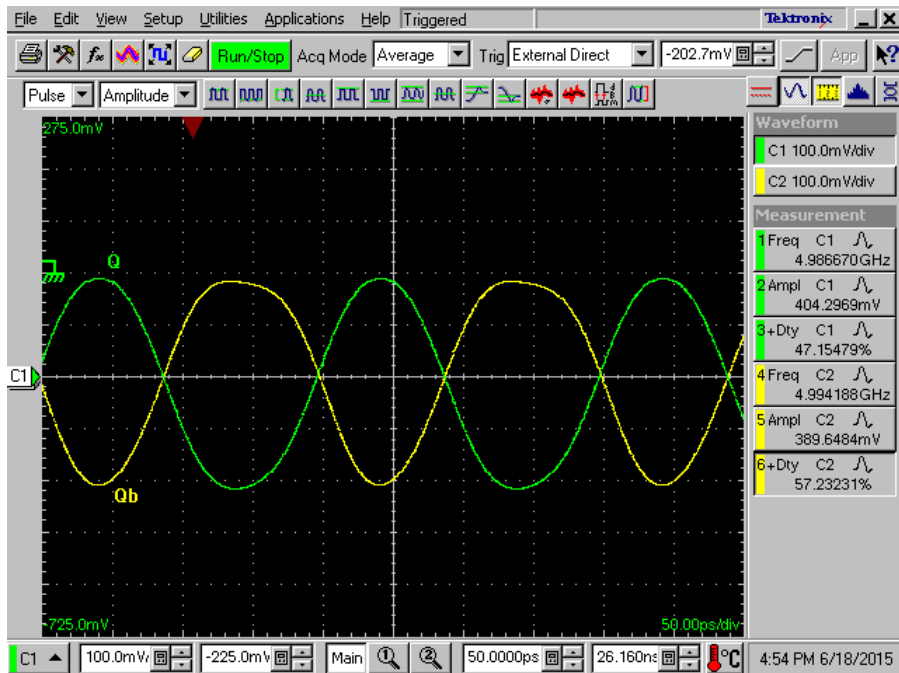 File Edit View Setup Utilities Applications Help Triggered Tektronix
Run/Stop Acq Mode Average Trig External Direct -202.7mV App
Pulse Amplitude
275.0mV
Q
C1
Qb
-725.0mV 50.00ps/div
Waveform
C1 100.0mV/div
C2 100.0mV/div
Measurement
1 Freq C1
4.986670GHz
2 Ampl C1
404.2969mV
3 +Dty C1
47.15479%
4 Freq C2
4.994188GHz
5 Ampl C2
389.6484mV
6 +Dty C2
57.23231%
C1 100.0mV/ -225.0mV Main 1 2 50.0000ps 26.160ns °C 4:54 PM 6/18/2015